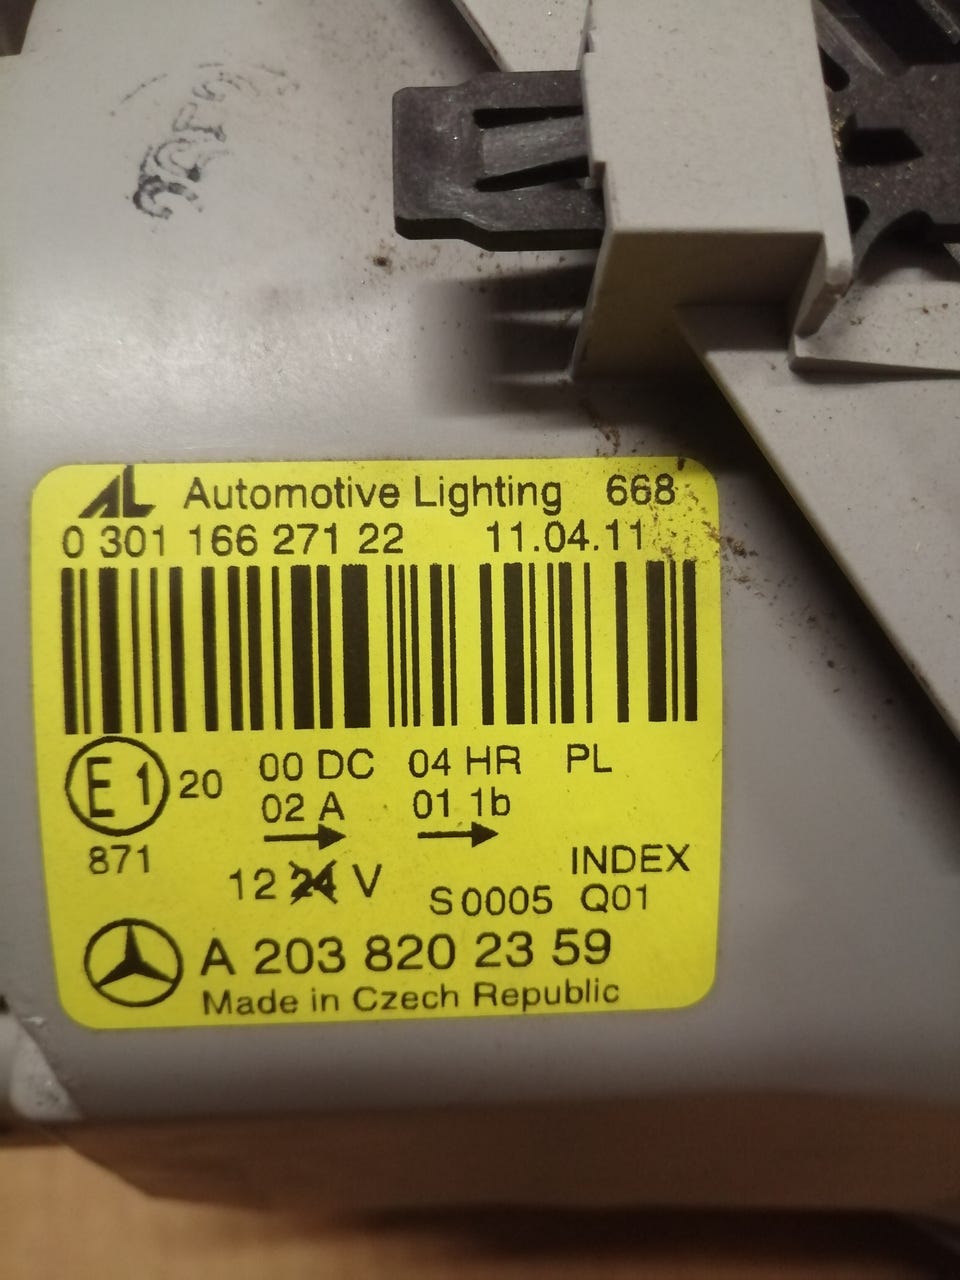 AL Automotive Lighting 668
0 301 166 271 22 11.04.11
E1 20 00 DC 04 HR PL
02 A 01 1b
871 INDEX
12 24 V S0005 Q01
A 203 820 23 59
Made in Czech Republic